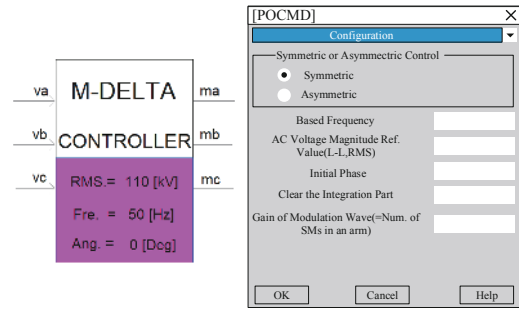 va
M-DELTA
ma
vb
CONTROLLER
mb
vc
RMS.= 110 [kV]
mc
Fre. = 50 [Hz]
Ang. = 0 [Deg]
[POCMD]
X
Configuration
Symmetric or Asymmectric Control
Symmetric
Asymmetric
Based Frequency
AC Voltage Magnitude Ref.
Value(L-L,RMS)
Initial Phase
Clear the Integration Part
Gain of Modulation Wave(=Num. of
SMs in an arm)
OK
Cancel
Help